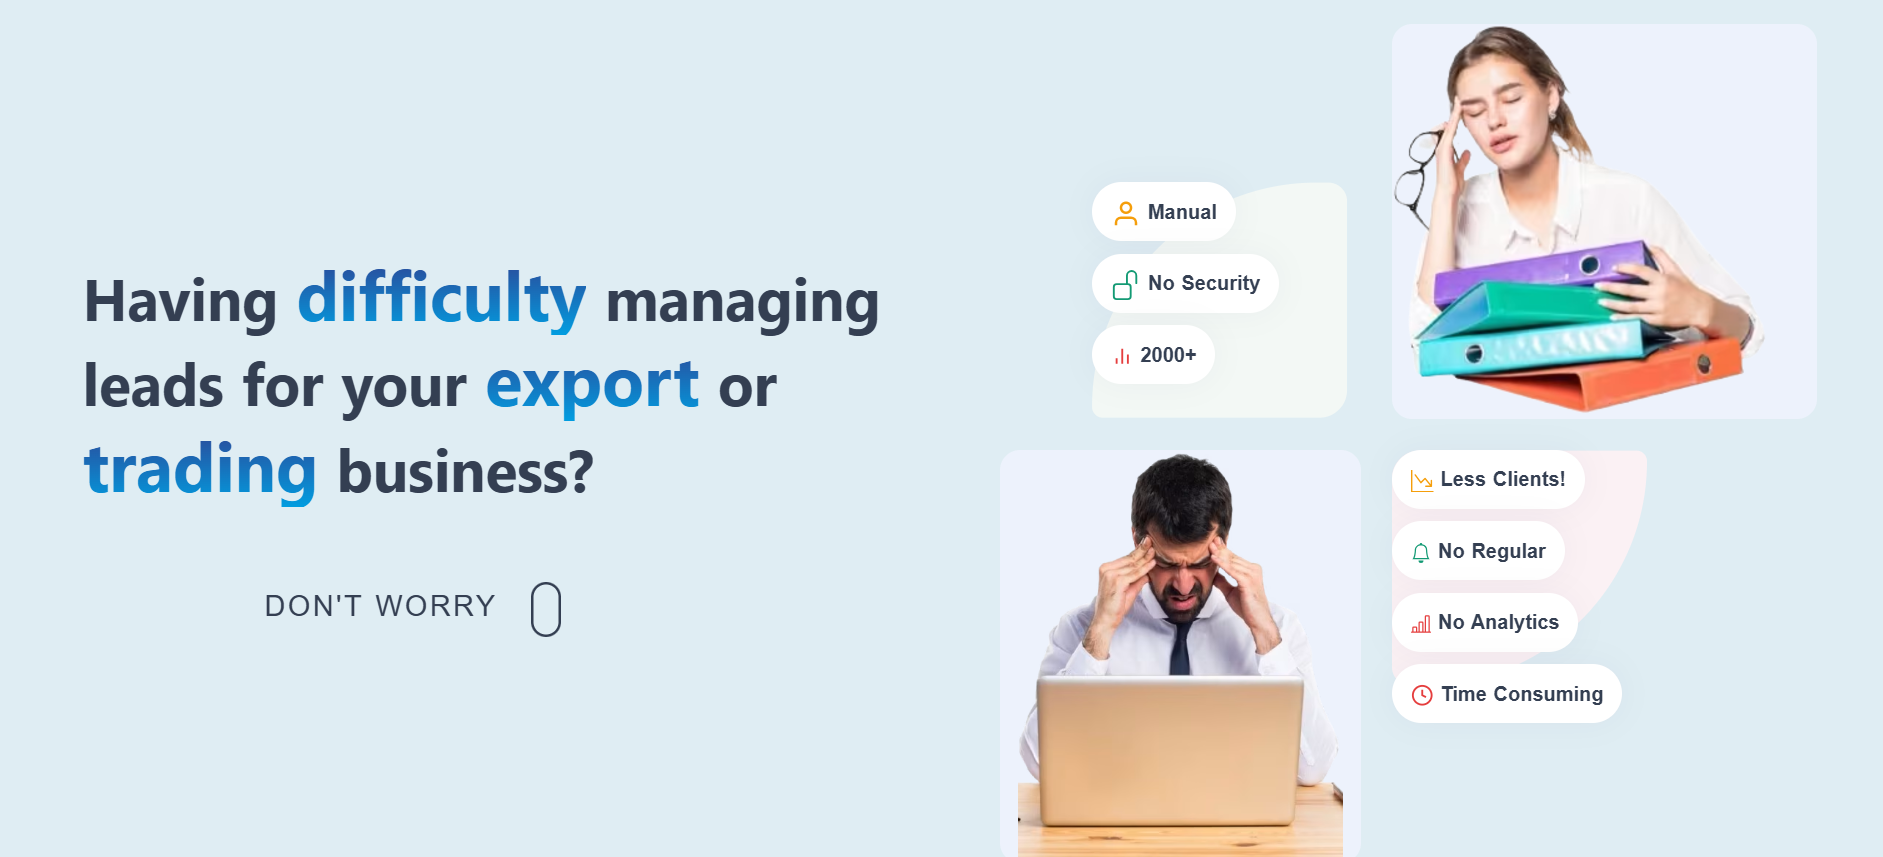 Having difficulty managing
leads for your export or
trading business?
DON'T WORRY
Manual
No Security
2000+
Less Clients!
No Regular
No Analytics
Time Consuming